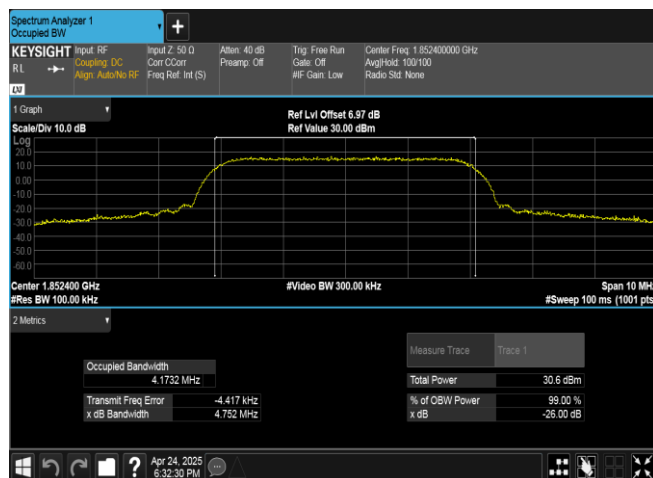 Spectrum Analyzer 1
Occupied BW
KEYSIGHT
RL
LXI
Input: RF
Coupling: DC
Align: Auto/No RF
Input Z: 50 Ω
Corr CCorr
Freq Ref: Int (S)
Atten: 40 dB
Preamp: Off
Trig: Free Run
Gate: Off
#IF Gain: Low
Center Freq: 1.852400000 GHz
Avg|Hold: 100/100
Radio Std: None
1 Graph
Scale/Div 10.0 dB
Ref Lvl Offset 6.97 dB
Ref Value 30.00 dBm
Log
20.0
10.0
0.00
-10.0
-20.0
-30.0
-40.0
-50.0
-60.0
Center 1.852400 GHz
#Res BW 100.00 kHz
#Video BW 300.00 kHz
Span 10 MHz
#Sweep 100 ms (1001 pts
2 Metrics
Measure Trace Trace 1
Occupied Bandwidth
4.1732 MHz
Total Power 30.6 dBm
Transmit Freq Error -4.417 kHz
% of OBW Power 99.00 %
x dB Bandwidth 4.752 MHz
x dB -26.00 dB
Apr 24, 2025
6:32:30 PM